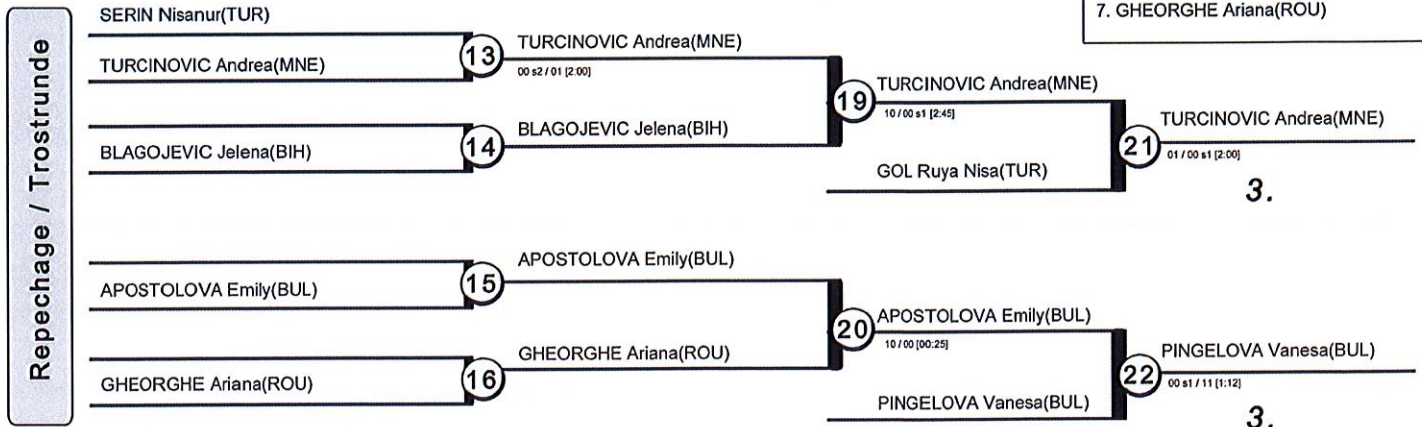 Repechage / Trostrunde
7. GHEORGHE Ariana(ROU)
SERIN Nisanur(TUR)
TURCINOVIC Andrea(MNE)
13
TURCINOVIC Andrea(MNE)
00 s2 / 01 [2:00]
BLAGOJEVIC Jelena(BIH)
14
BLAGOJEVIC Jelena(BIH)
19
TURCINOVIC Andrea(MNE)
10 / 00 s1 [2:45]
GOL Ruya Nisa(TUR)
21
TURCINOVIC Andrea(MNE)
01 / 00 s1 [2:00]
3.
APOSTOLOVA Emily(BUL)
15
APOSTOLOVA Emily(BUL)
GHEORGHE Ariana(ROU)
16
GHEORGHE Ariana(ROU)
20
APOSTOLOVA Emily(BUL)
10 / 00 [00:25]
PINGELOVA Vanesa(BUL)
22
PINGELOVA Vanesa(BUL)
00 s1 / 11 [1:12]
3.